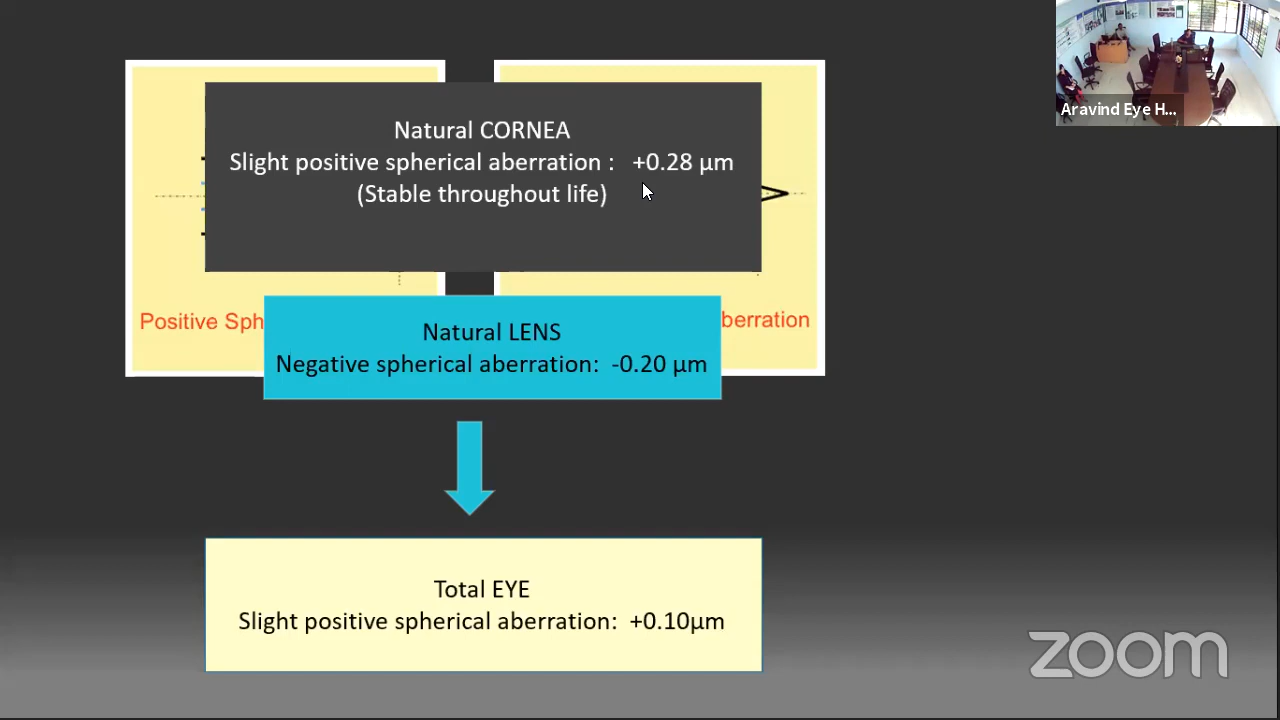 Aravind Eye H...
Natural CORNEA
Slight positive spherical aberration : +0.28 µm
(Stable throughout life)
Positive Sph
berration
Natural LENS
Negative spherical aberration: -0.20 µm
Total EYE
Slight positive spherical aberration: +0.10µm
zoom